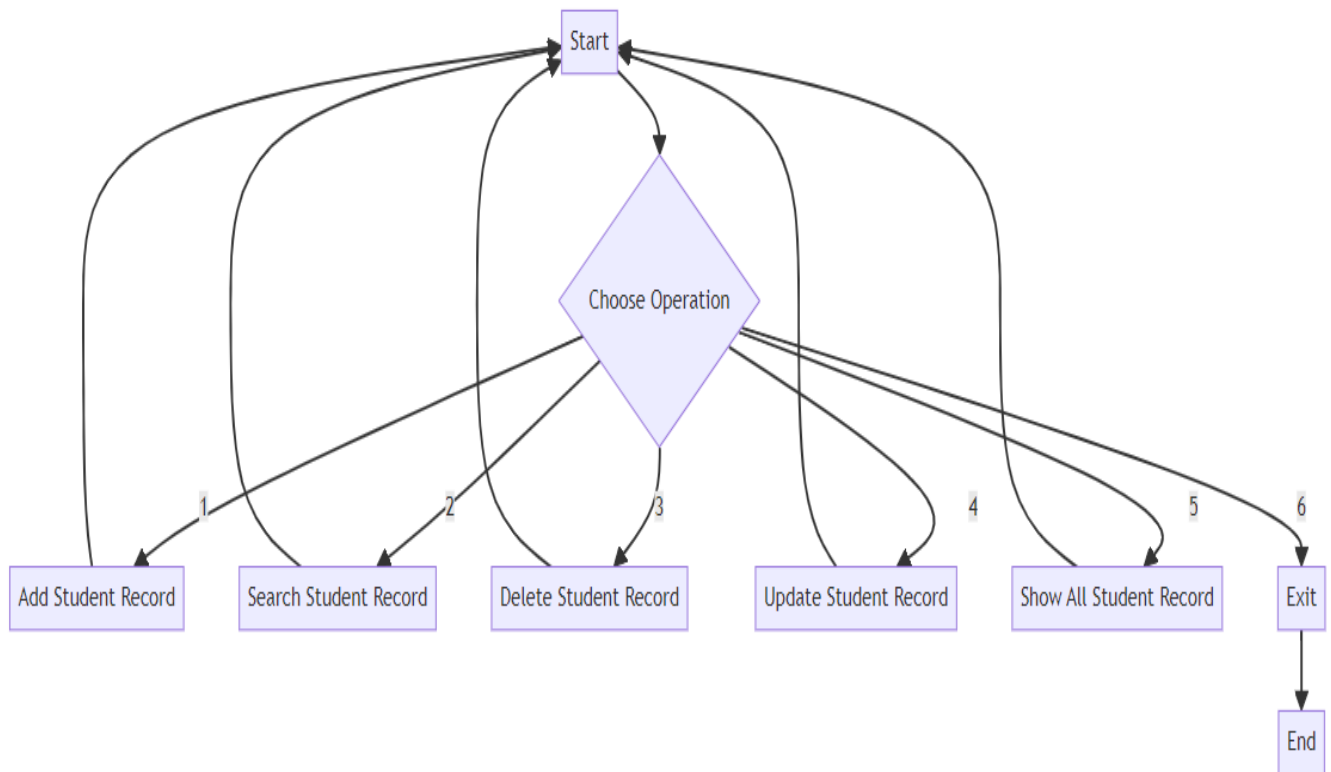 Start
Choose Operation
1
2
3
4
5
6
Add Student Record
Search Student Record
Delete Student Record
Update Student Record
Show All Student Record
Exit
End